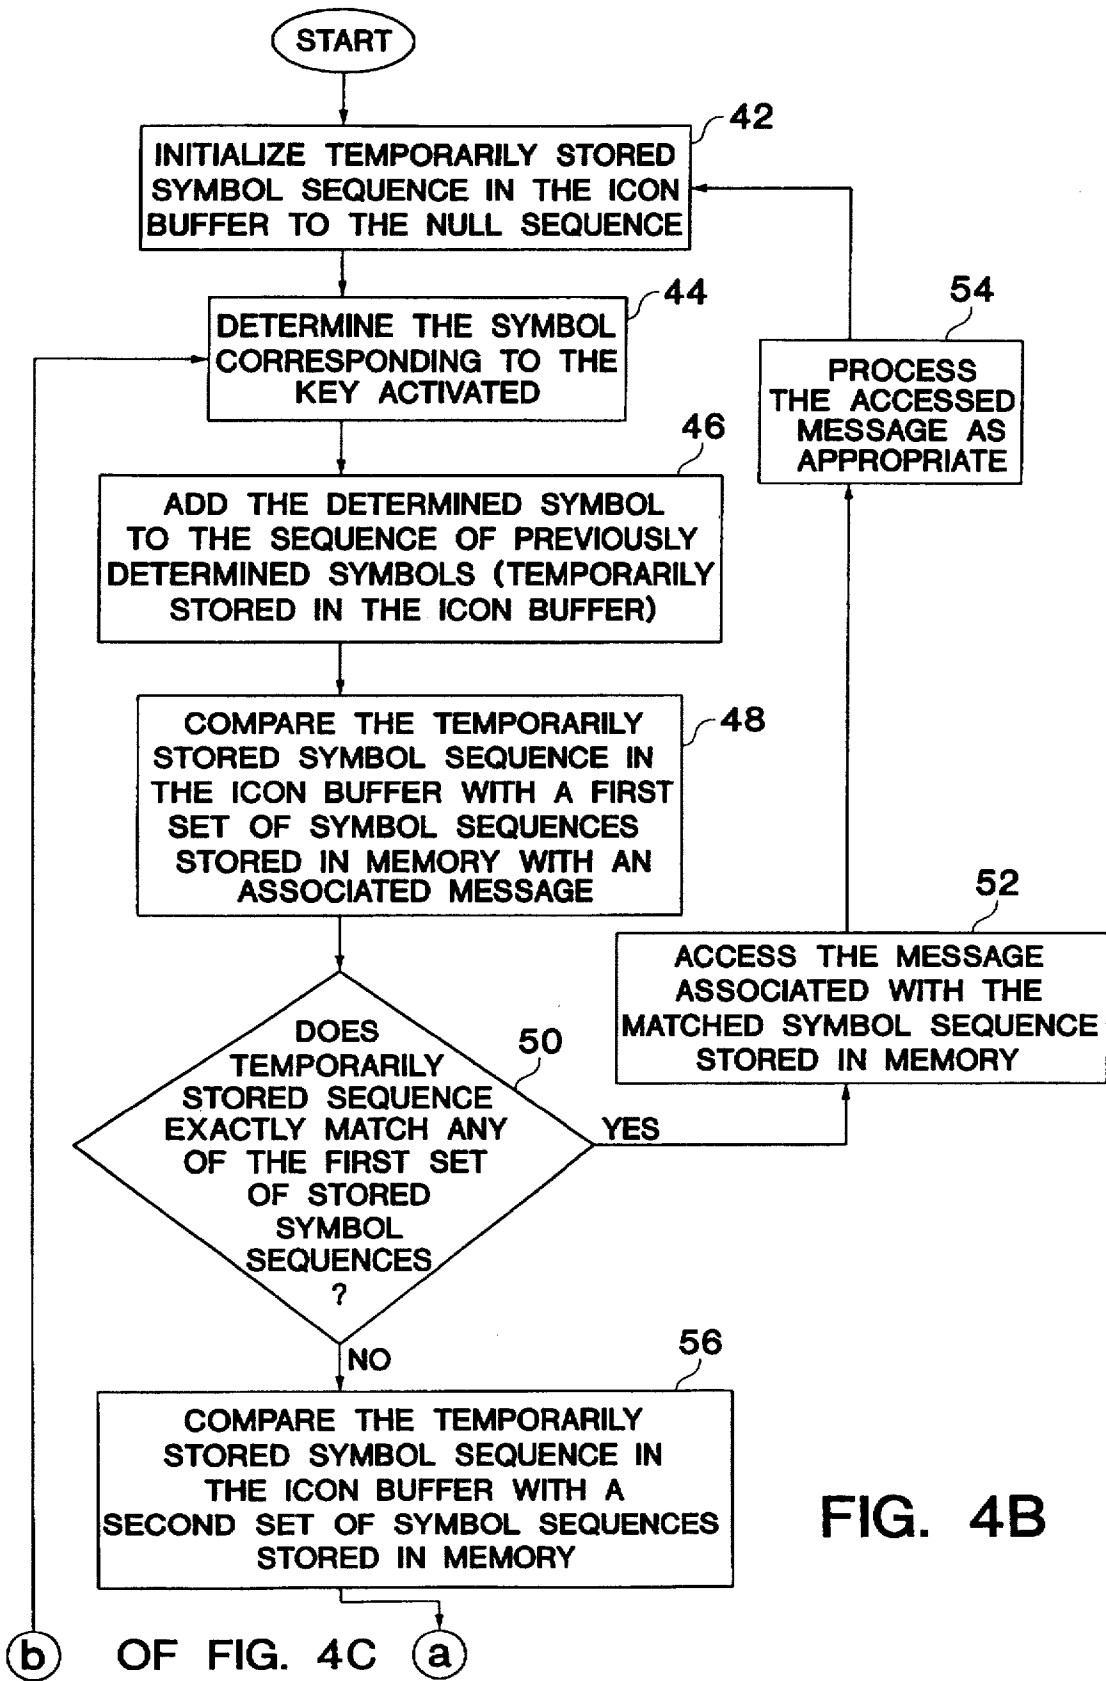 START
42
INITIALIZE TEMPORARILY STORED
SYMBOL SEQUENCE IN THE ICON
BUFFER TO THE NULL SEQUENCE
44
DETERMINE THE SYMBOL
CORRESPONDING TO THE
KEY ACTIVATED
54
PROCESS
THE ACCESSED
MESSAGE AS
APPROPRIATE
46
ADD THE DETERMINED SYMBOL
TO THE SEQUENCE OF PREVIOUSLY
DETERMINED SYMBOLS (TEMPORARILY
STORED IN THE ICON BUFFER)
48
COMPARE THE TEMPORARILY
STORED SYMBOL SEQUENCE IN
THE ICON BUFFER WITH A FIRST
SET OF SYMBOL SEQUENCES
STORED IN MEMORY WITH AN
ASSOCIATED MESSAGE
52
ACCESS THE MESSAGE
ASSOCIATED WITH THE
MATCHED SYMBOL SEQUENCE
STORED IN MEMORY
50
DOES
TEMPORARILY
STORED SEQUENCE
EXACTLY MATCH ANY
OF THE FIRST SET
OF STORED
SYMBOL
SEQUENCES
?
YES
NO
56
COMPARE THE TEMPORARILY
STORED SYMBOL SEQUENCE IN
THE ICON BUFFER WITH A
SECOND SET OF SYMBOL SEQUENCES
STORED IN MEMORY
FIG. 4B
b OF FIG. 4C a